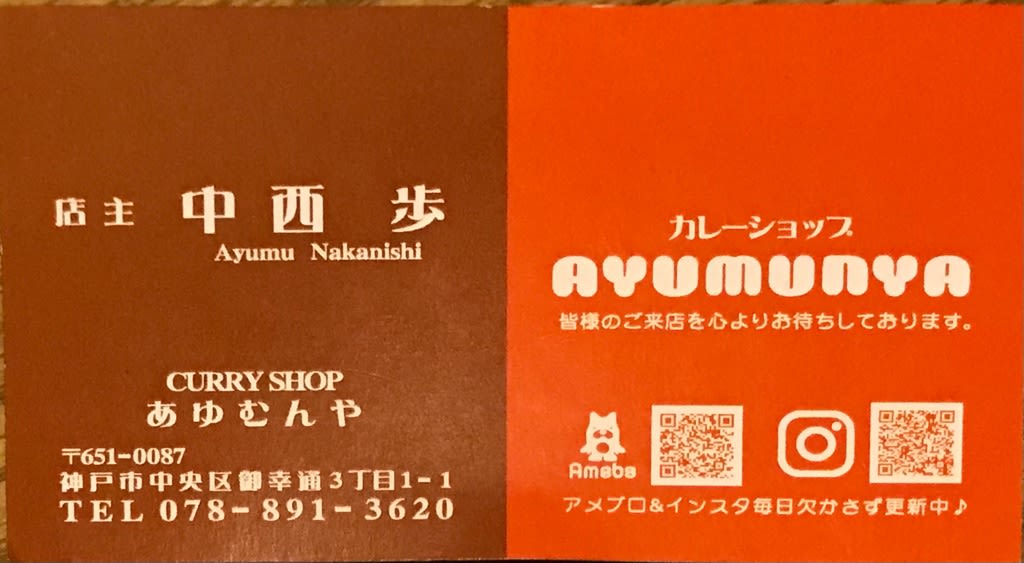 店主 中西 歩
Ayumu Nakanishi
CURRY SHOP
あゆむんや
〒651-0087
神戸市中央区御幸通3丁目1-1
TEL 078-891-3620
カレーショップ
AYUMUNYA
皆様のご来店を心よりお待ちしております。
Ameba
アメブロ&インスタ毎日欠かさず更新中♪